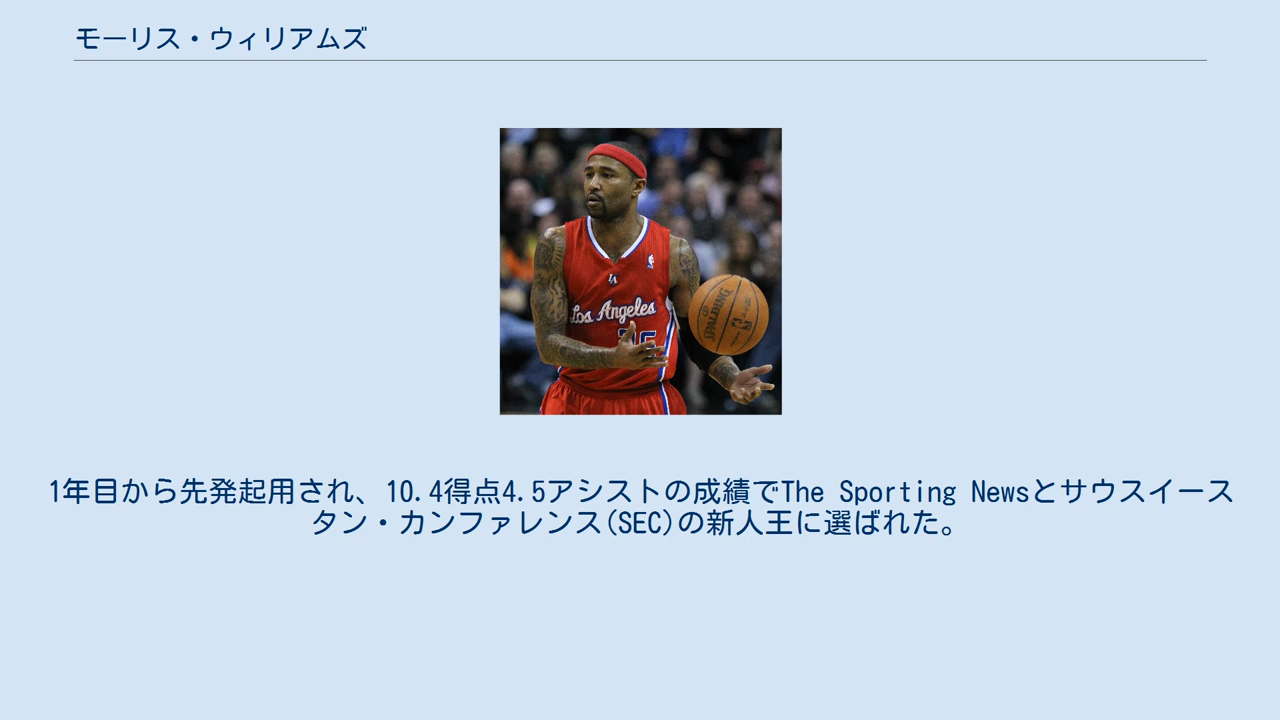 モーリス・ウィリアムズ
Los Angeles
SPALDING
1年目から先発起用され、10.4得点4.5アシストの成績でThe Sporting Newsとサウスイース
タン・カンファレンス(SEC)の新人王に選ばれた。